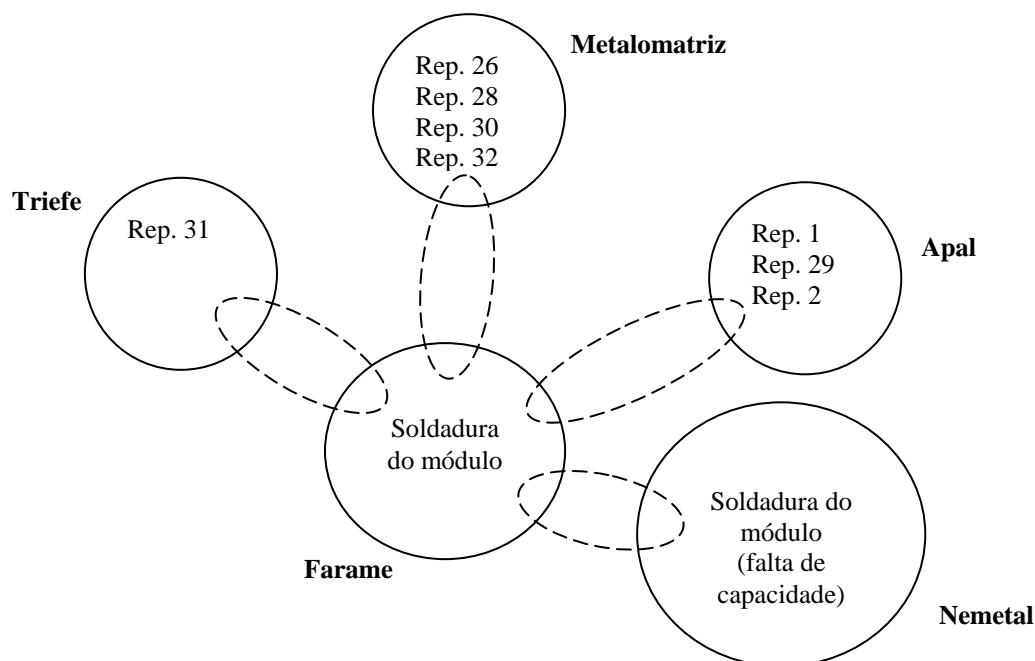 Metalomatriz
Rep. 26
Rep. 28
Rep. 30
Rep. 32
Triefe
Rep. 31
Rep. 1
Rep. 29
Rep. 2
Apal
Soldadura
do módulo
Farame
Soldadura do
módulo
(falta de
capacidade)
Nemetal